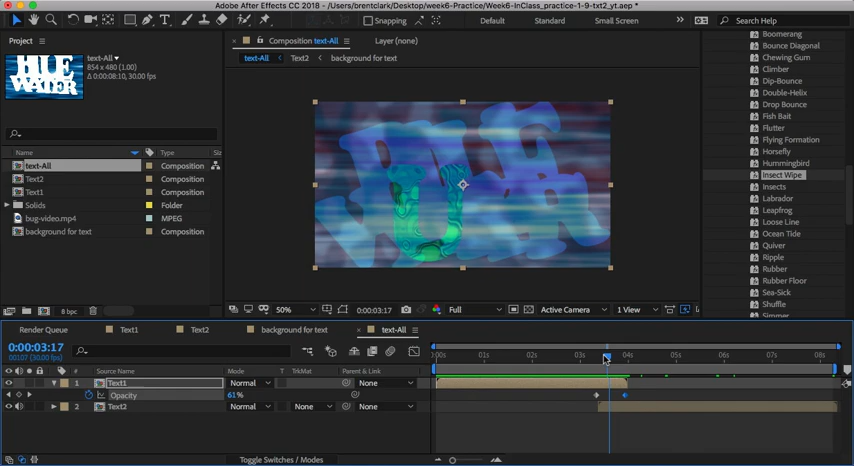 Adobe After Effects CC 2018 - /Users/brentclark/Desktop/week6-Practice/Week6-InClass_practice-1-9-txt2_yt.aep *
Snapping
Default
Standard
Small Screen
Search Help
Project
Composition text-All
Layer (none)
text-All
Text2
background for text
text-All
854 x 480 (1.00)
Δ 0:00:08:10, 30.00 fps
HUE
WATER
Name
Type
Siz
text-All
Composition
Text2
Composition
Text1
Composition
Solids
Folder
bug-video.mp4
MPEG
background for text
Composition
8 bpc
U
50%
0:00:03:17
Full
Active Camera
1 View
Boomerang
Bounce Diagonal
Chewing Gum
Climber
Dip-Bounce
Double-Helix
Drop Bounce
Fish Bait
Flutter
Flying Formation
Horsefly
Hummingbird
Insect Wipe
Insects
Labrador
Leapfrog
Loose Line
Ocean Tide
Quiver
Ripple
Rubber
Rubber Floor
Sea-Sick
Shuffle
Simmer
Render Queue
Text1
Text2
background for text
text-All
0:00:03:17
00107 (30.00 fps)
:00s
01s
02s
03s
04s
05s
06s
07s
08s
#
Source Name
Mode
T
TrkMat
Parent & Link
1
Text1
Normal
None
Opacity
61%
2
Text2
Normal
None
None
Toggle Switches / Modes